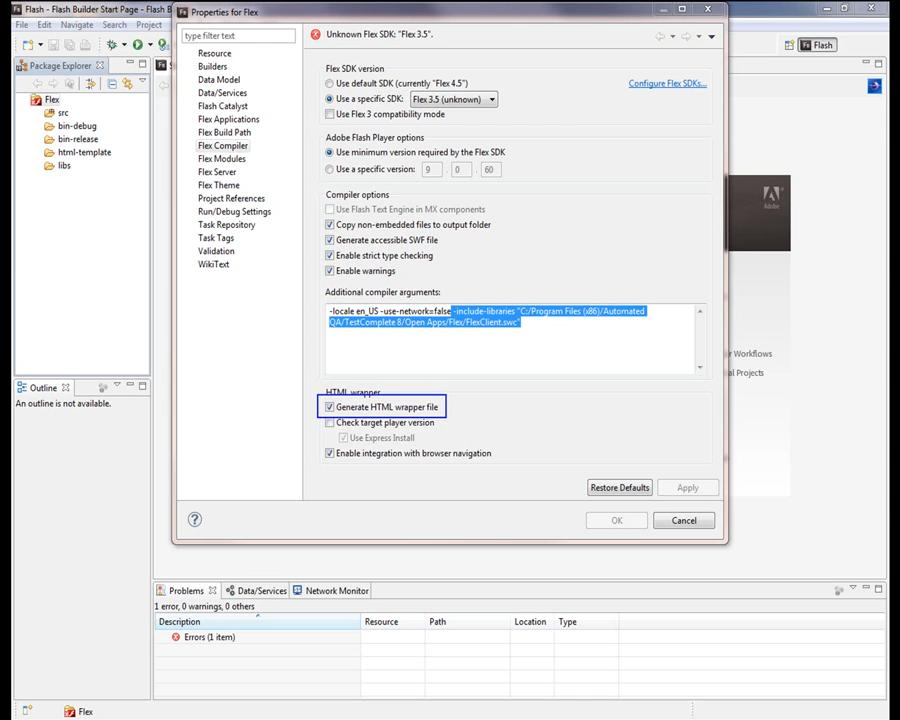 Flash - Flash Builder Start Page - Flash B
File Edit Navigate Search Project
Flash
Package Explorer
Flex
src
bin-debug
bin-release
html-template
libs
Outline
An outline is not available.
Properties for Flex
type filter text
Resource
Builders
Data Model
Data/Services
Flash Catalyst
Flex Applications
Flex Build Path
Flex Compiler
Flex Modules
Flex Server
Flex Theme
Project References
Run/Debug Settings
Task Repository
Task Tags
Validation
WikiText
Unknown Flex SDK: "Flex 3.5".
Flex SDK version
Use default SDK (currently "Flex 4.5")
Configure Flex SDKs...
Use a specific SDK: Flex 3.5 (unknown)
Use Flex 3 compatibility mode
Adobe Flash Player options
Use minimum version required by the Flex SDK
Use a specific version: 9 . 0 . 60
Compiler options
Use Flash Text Engine in MX components
Copy non-embedded files to output folder
Generate accessible SWF file
Enable strict type checking
Enable warnings
Additional compiler arguments:
-locale en_US -use-network=false -include-libraries "C:/Program Files (x86)/Automated
QA/TestComplete 8/Open Apps/Flex/FlexClient.swc"
HTML wrapper
Generate HTML wrapper file
Check target player version
Use Express Install
Enable integration with browser navigation
Restore Defaults Apply
OK Cancel
Adobe
r Workflows
al Projects
Problems Data/Services Network Monitor
1 error, 0 warnings, 0 others
Description Resource Path Location Type
Errors (1 item)
Flex